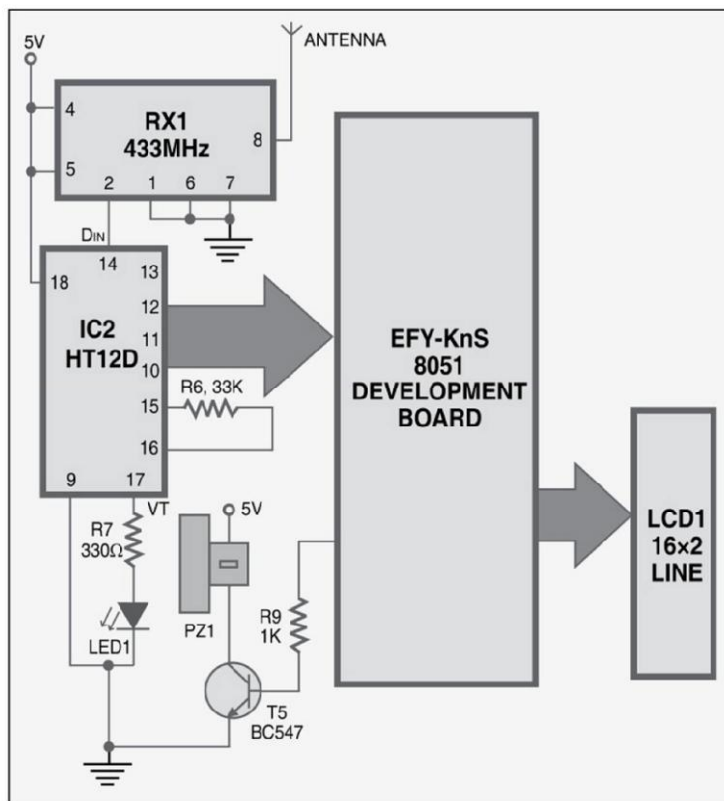 5V
ANTENNA
4
RX1
433MHz
8
5
2
1
6
7
DIN
14
13
18
12
IC2
HT12D
11
10
EFY-KnS
8051
DEVELOPMENT
BOARD
R6, 33K
15
16
9
17
VT
R7
330Ω
5V
LCD1
16×2
LINE
LED1
PZ1
R9
1K
T5
BC547